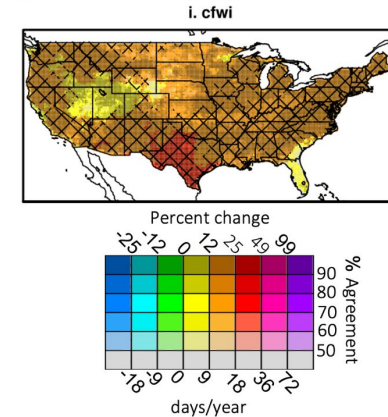 i. cfwi
Percent change
-25 -12 0 12 25 49 99
90
80
70
60
50
% Agreement
-18 -9 0 9 18 36 72
days/year